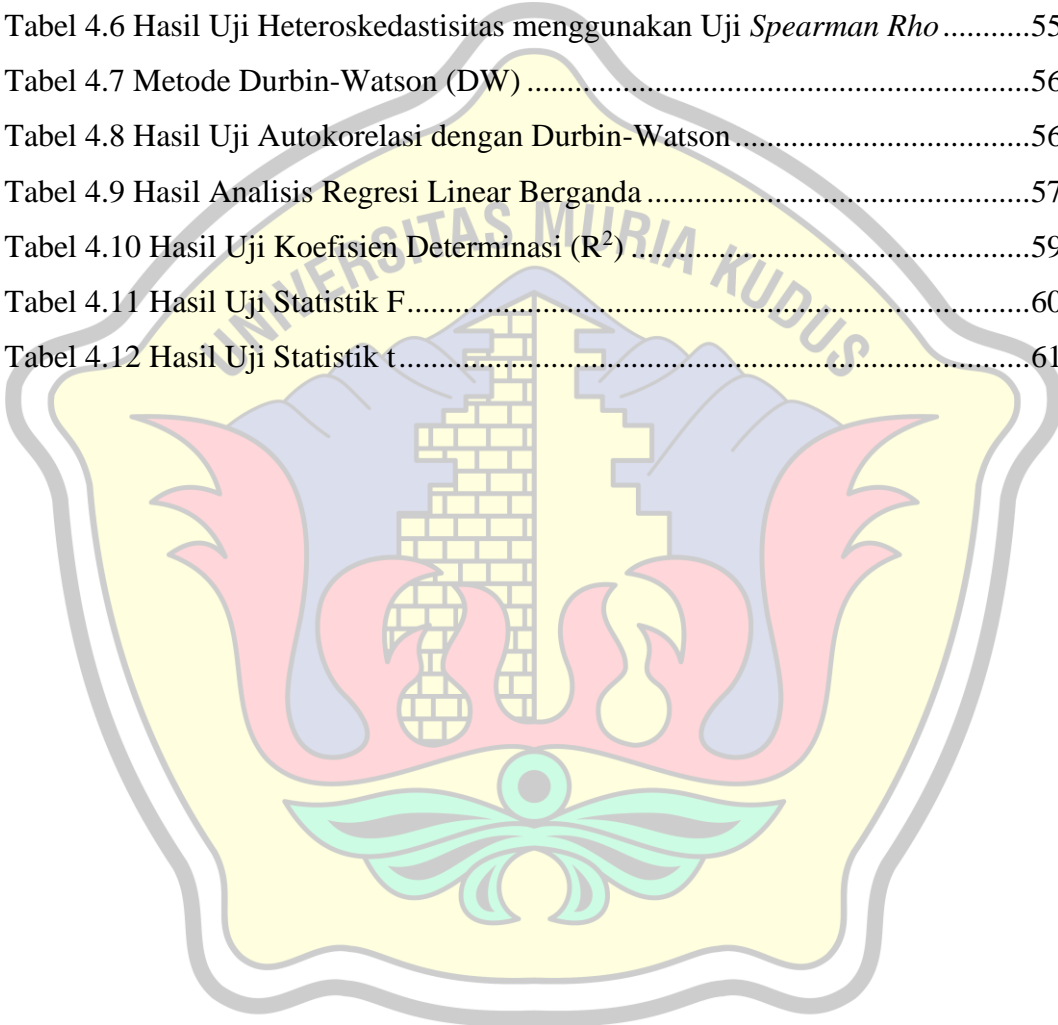 Tabel 4.6 Hasil Uji Heteroskedastisitas menggunakan Uji Spearman Rho...........55
Tabel 4.7 Metode Durbin-Watson (DW) ................................................................56
Tabel 4.8 Hasil Uji Autokorelasi dengan Durbin-Watson.....................................56
Tabel 4.9 Hasil Analisis Regresi Linear Berganda................................................57
Tabel 4.10 Hasil Uji Koefisien Determinasi (R²) ..................................................59
Tabel 4.11 Hasil Uji Statistik F...............................................................................60
Tabel 4.12 Hasil Uji Statistik t................................................................................61
UNIVERSITAS MURIA KUDUS